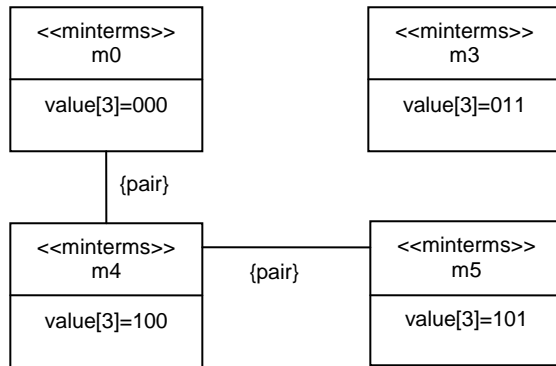 <<minterms>>
m0
value[3]=000
<<minterms>>
m3
value[3]=011
{pair}
<<minterms>>
m4
value[3]=100
{pair}
<<minterms>>
m5
value[3]=101